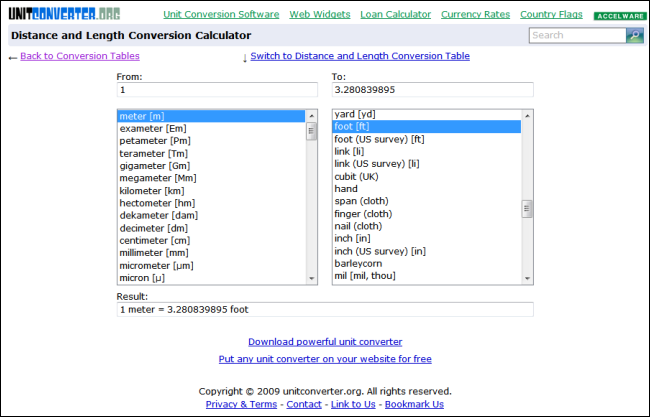 UNITCONVERTER.ORG Unit Conversion Software Web Widgets Loan Calculator Currency Rates Country Flags ACCELWARE
Distance and Length Conversion Calculator Search
← Back to Conversion Tables ↓ Switch to Distance and Length Conversion Table
From: To:
1 3.280839895
meter [m] yard [yd]
exameter [Em] foot [ft]
petameter [Pm] foot (US survey) [ft]
terameter [Tm] link [li]
gigameter [Gm] link (US survey) [li]
megameter [Mm] cubit (UK)
kilometer [km] hand
hectometer [hm] span (cloth)
dekameter [dam] finger (cloth)
decimeter [dm] nail (cloth)
centimeter [cm] inch [in]
millimeter [mm] inch (US survey) [in]
micrometer [µm] barleycorn
micron [µ] mil [mil, thou]
Result:
1 meter = 3.280839895 foot
Download powerful unit converter
Put any unit converter on your website for free
Copyright © 2009 unitconverter.org. All rights reserved.
Privacy & Terms - Contact - Link to Us - Bookmark Us